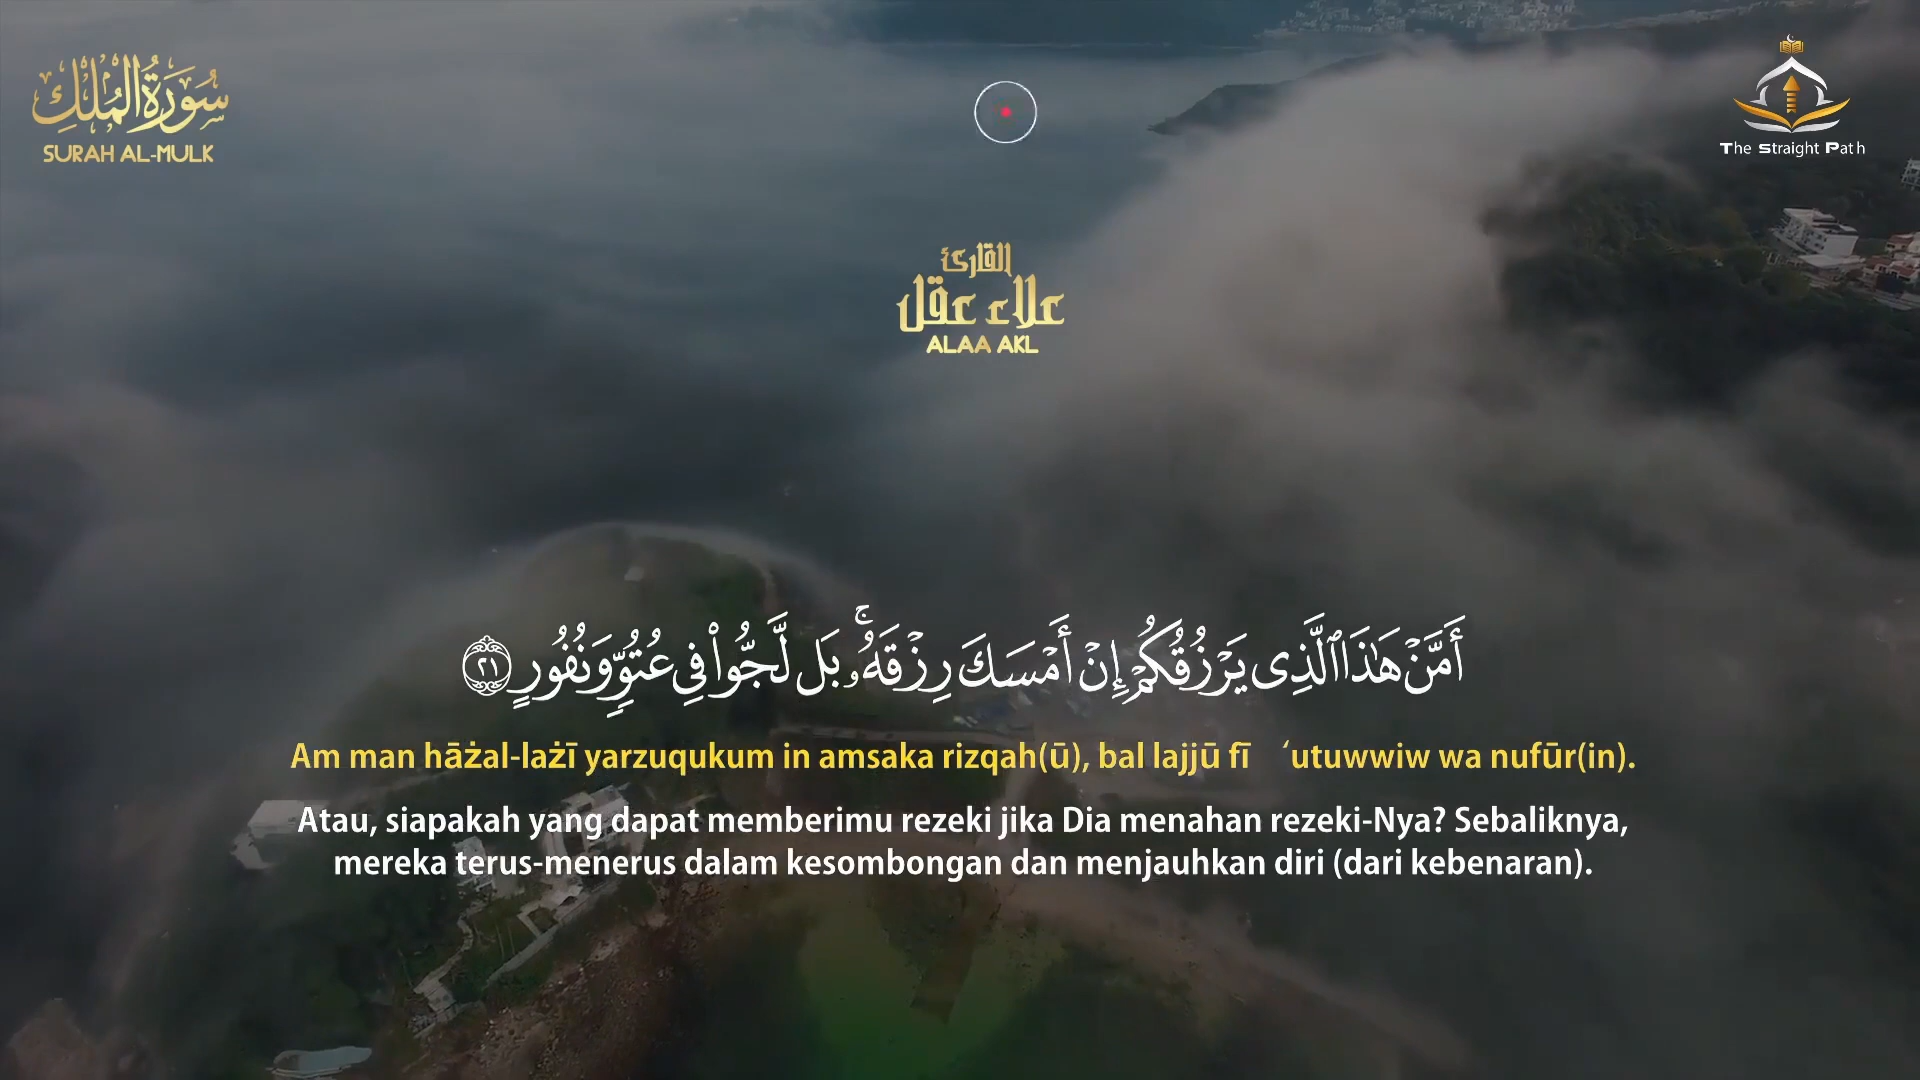 سُورَةُ الْمُلْكِ
SURAH AL-MULK
The Straight Path
القارئ
علاء عقل
ALAA AKL
أَمَّنْ هَٰذَا ٱلَّذِى يَرْزُقُكُمْ إِنْ أَمْسَكَ رِزْقَهُۥ ۚ بَل لَّجُّوا۟ فِى عُتُوٍّ وَنُفُورٍ ٢١
Am man hāżal-lażī yarzuqukum in amsaka rizqah(ū), bal lajjū fī ‘utuwwiw wa nufūr(in).
Atau, siapakah yang dapat memberimu rezeki jika Dia menahan rezeki-Nya? Sebaliknya,
mereka terus-menerus dalam kesombongan dan menjauhkan diri (dari kebenaran).